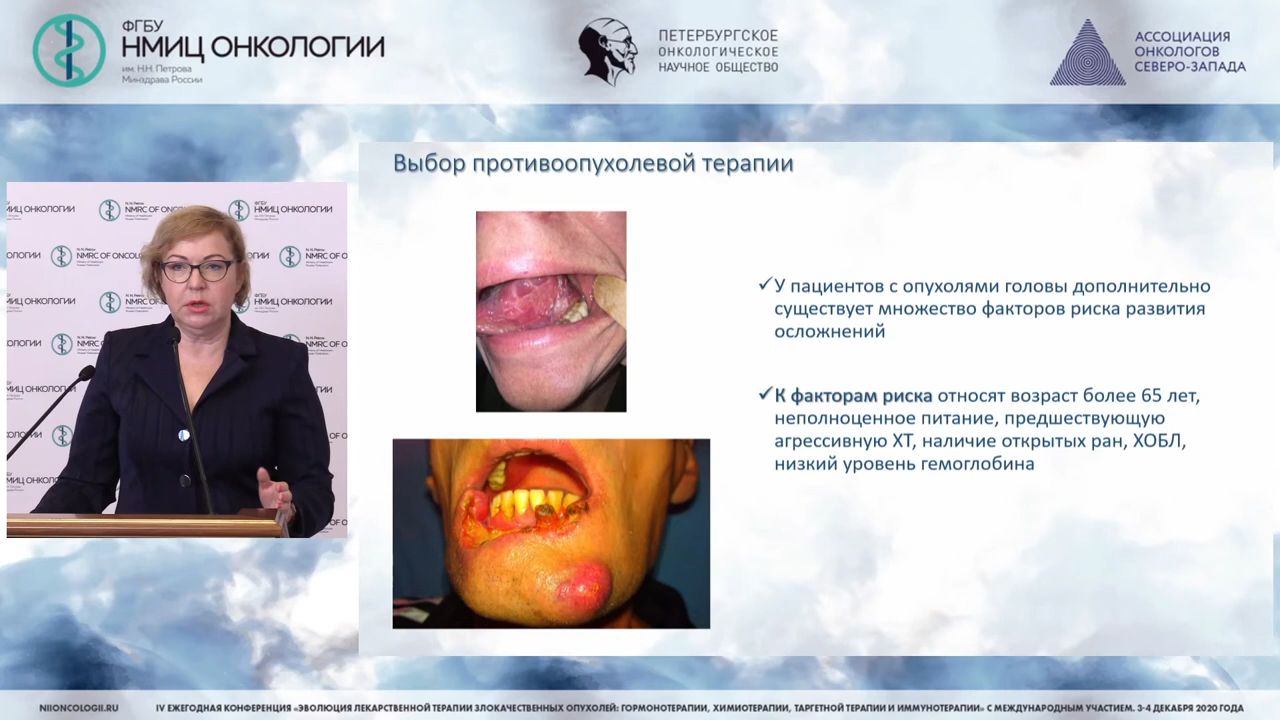 ФГБУ
НМИЦ ОНКОЛОГИИ
им. Н.Н. Петрова
Минздрава России
ПЕТЕРБУРГСКОЕ
ОНКОЛОГИЧЕСКОЕ
НАУЧНОЕ ОБЩЕСТВО
АССОЦИАЦИЯ
ОНКОЛОГОВ
СЕВЕРО-ЗАПАДА
Выбор противоопухолевой терапии
✓У пациентов с опухолями головы дополнительно
существует множество факторов риска развития
осложнений
✓К факторам риска относят возраст более 65 лет,
неполноценное питание, предшествующую
агрессивную ХТ, наличие открытых ран, ХОБЛ,
низкий уровень гемоглобина
NMRC OF ONCOLOGY
НМИЦ ОНКОЛОГИИ
NIIONCOLOGII.RU
IV ЕЖЕГОДНАЯ КОНФЕРЕНЦИЯ «ЭВОЛЮЦИЯ ЛЕКАРСТВЕННОЙ ТЕРАПИИ ЗЛОКАЧЕСТВЕННЫХ ОПУХОЛЕЙ: ГОРМОНОТЕРАПИИ, ХИМИОТЕРАПИИ, ТАРГЕТНОЙ ТЕРАПИИ И ИММУНОТЕРАПИИ» С МЕЖДУНАРОДНЫМ УЧАСТИЕМ. 3-4 ДЕКАБРЯ 2020 ГОДА